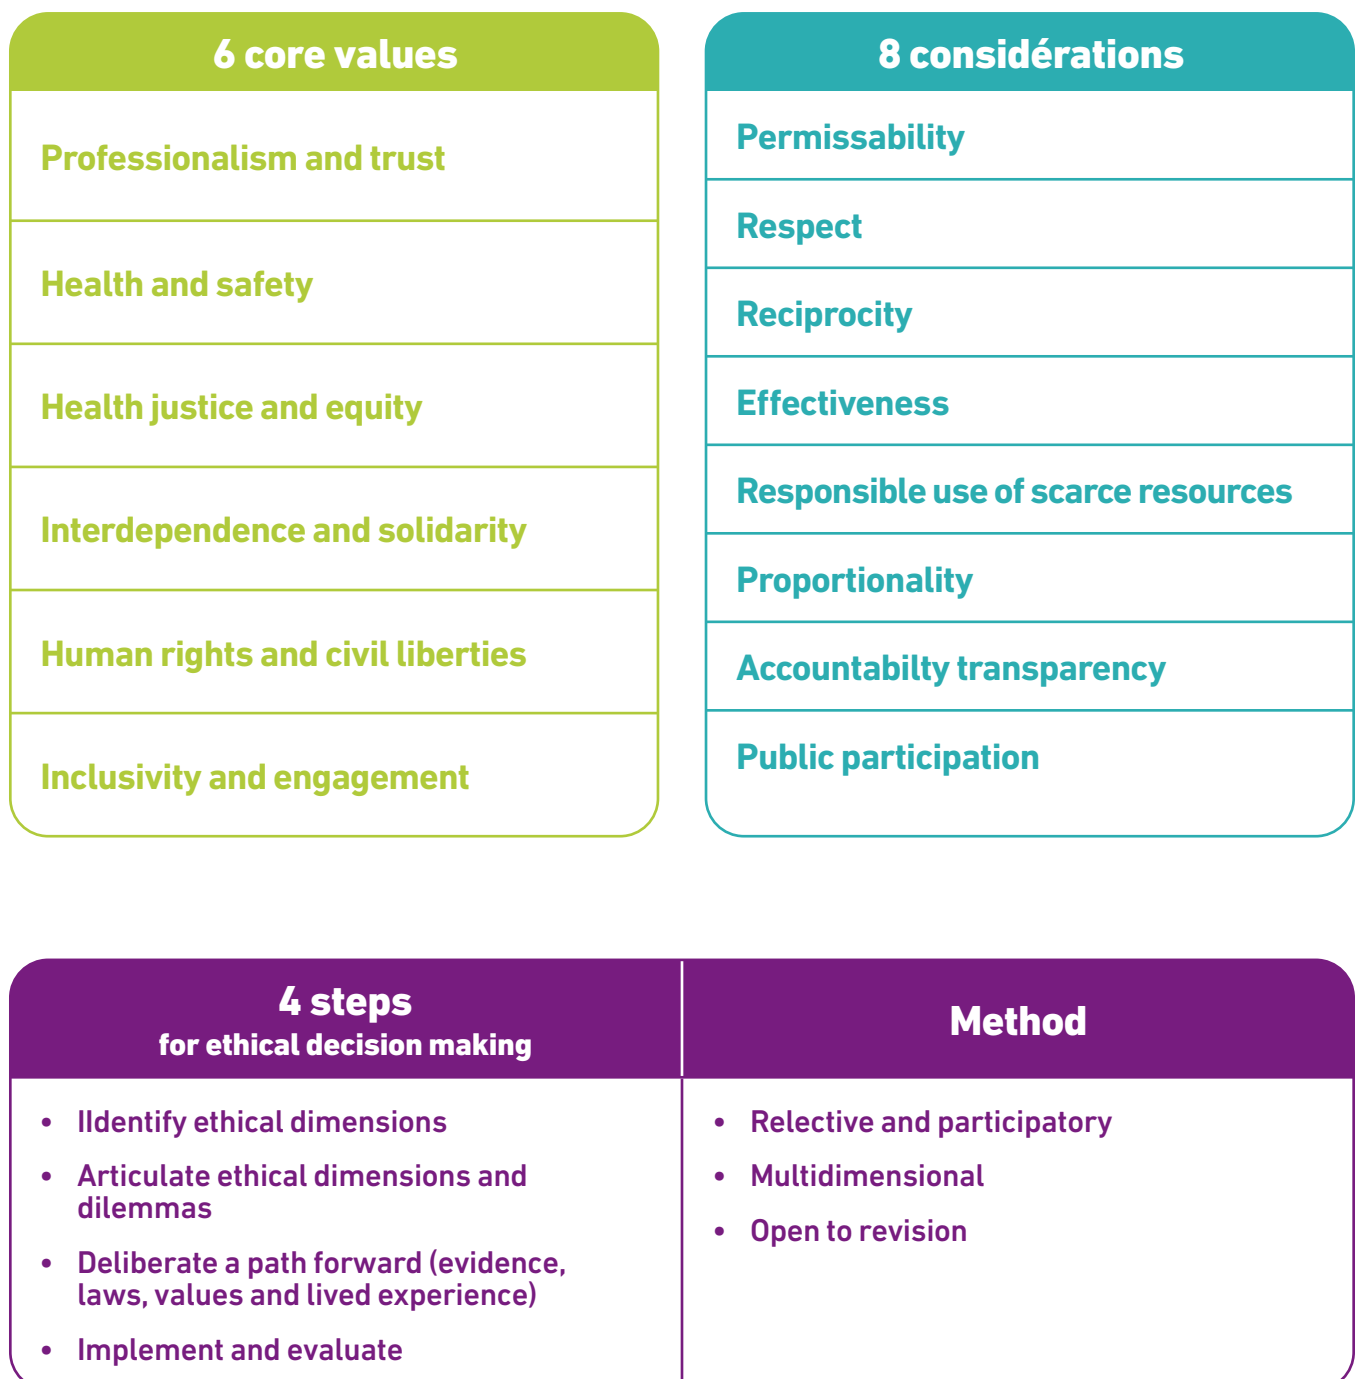 6 core values
Professionalism and trust
Health and safety
Health justice and equity
Interdependence and solidarity
Human rights and civil liberties
Inclusivity and engagement
8 considérations
Permissability
Respect
Reciprocity
Effectiveness
Responsible use of scarce resources
Proportionality
Accountabilty transparency
Public participation
4 steps
for ethical decision making
• IIdentify ethical dimensions
• Articulate ethical dimensions and
dilemmas
• Deliberate a path forward (evidence,
laws, values and lived experience)
• Implement and evaluate
Method
• Relective and participatory
• Multidimensional
• Open to revision